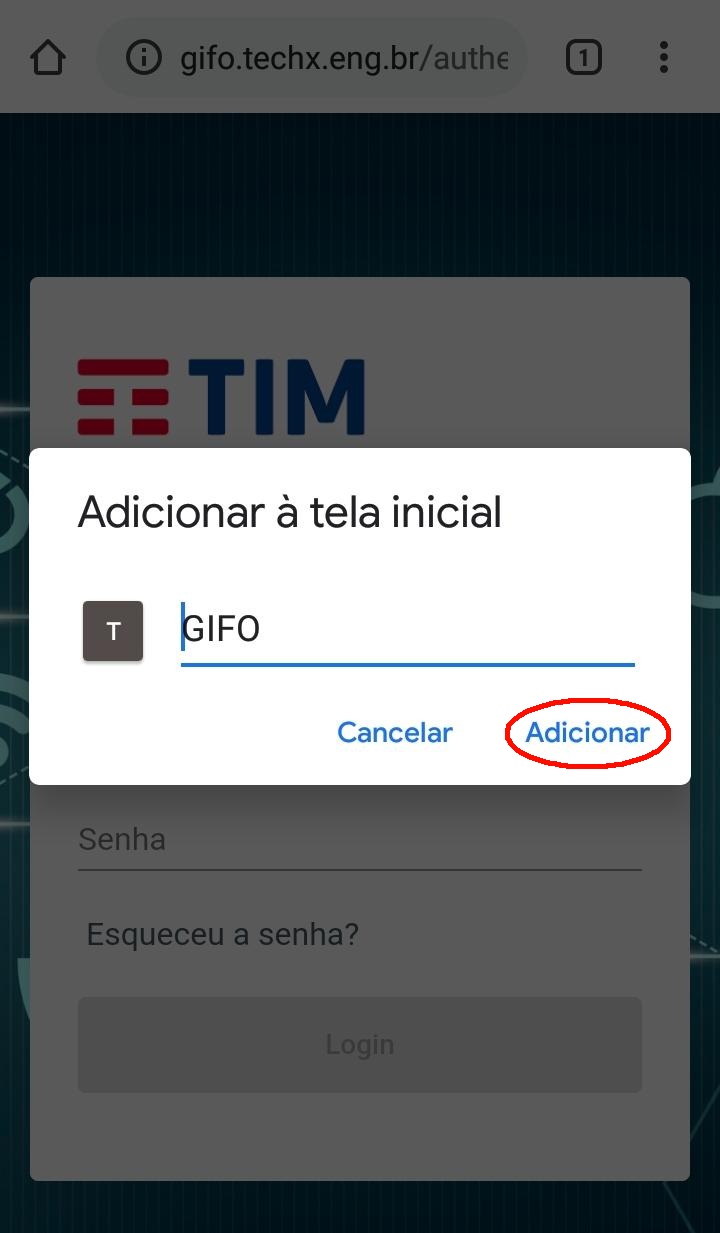 gifo.techx.eng.br/authe
1
TIM
Adicionar à tela inicial
T
GIFO
Cancelar
Adicionar
Senha
Esqueceu a senha?
Login